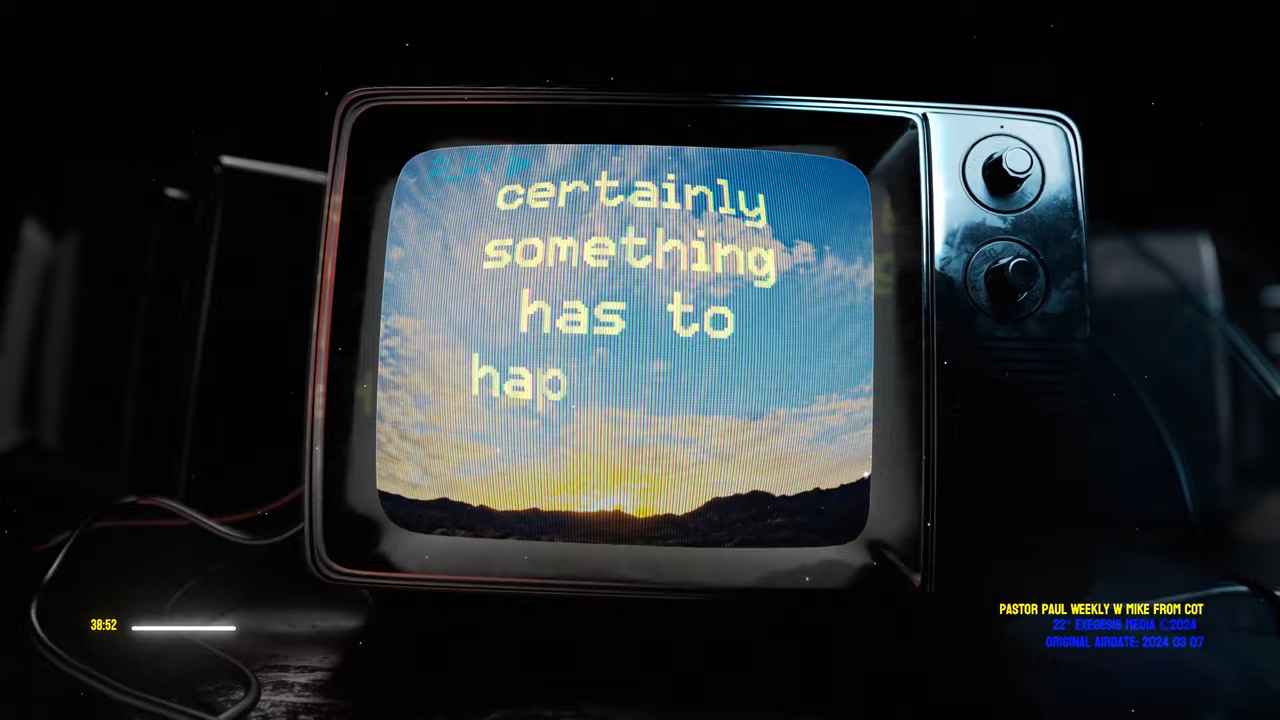 certainly
something
has to
hap
38:52
PASTOR PAUL WEEKLY W MIKE FROM COT
22° EXEGESIS MEDIA ©2024
ORIGINAL AIRDATE: 2024 03 07